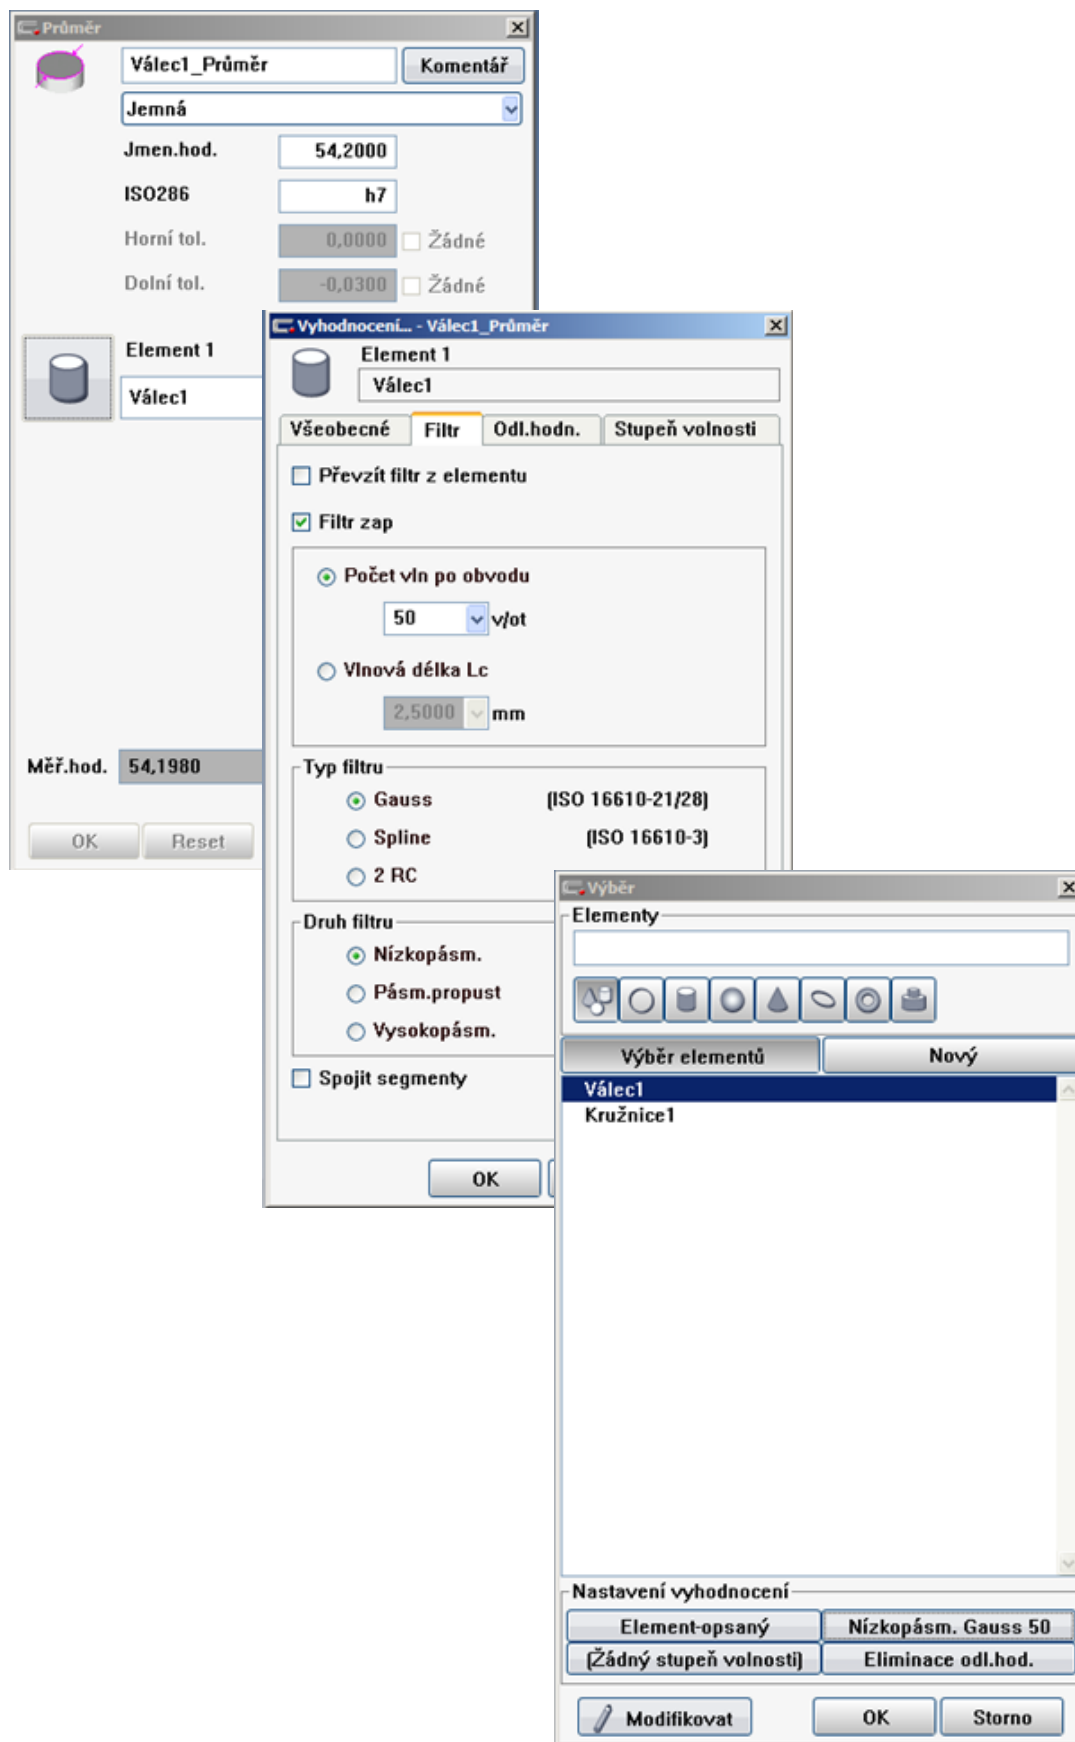 Průměr
Válec1_Průměr
Komentář
Jemná
Jmen.hod.
54,2000
ISO286
h7
Horní tol.
0,0000
Žádné
Dolní tol.
-0,0300
Žádné
Element 1
Válec1
Měř.hod.
54,1980
OK
Reset
Vyhodnocení... - Válec1_Průměr
Element 1
Válec1
Všeobecné
Filtr
Odl.hodn.
Stupeň volnosti
Převzít filtr z elementu
Filtr zap
Počet vln po obvodu
50
v/ot
Vlnová délka Lc
2,5000
mm
Typ filtru
Gauss
(ISO 16610-21/28)
Spline
(ISO 16610-3)
2 RC
Druh filtru
Nízkopásm.
Pásm.propust
Vysokopásm.
Spojit segmenty
OK
Výběr
Elementy
Výběr elementů
Nový
Válec1
Kružnice1
Nastavení vyhodnocení
Element-opsaný
Nízkopásm. Gauss 50
(Žádný stupeň volnosti)
Eliminace odl.hod.
Modifikovat
OK
Storno